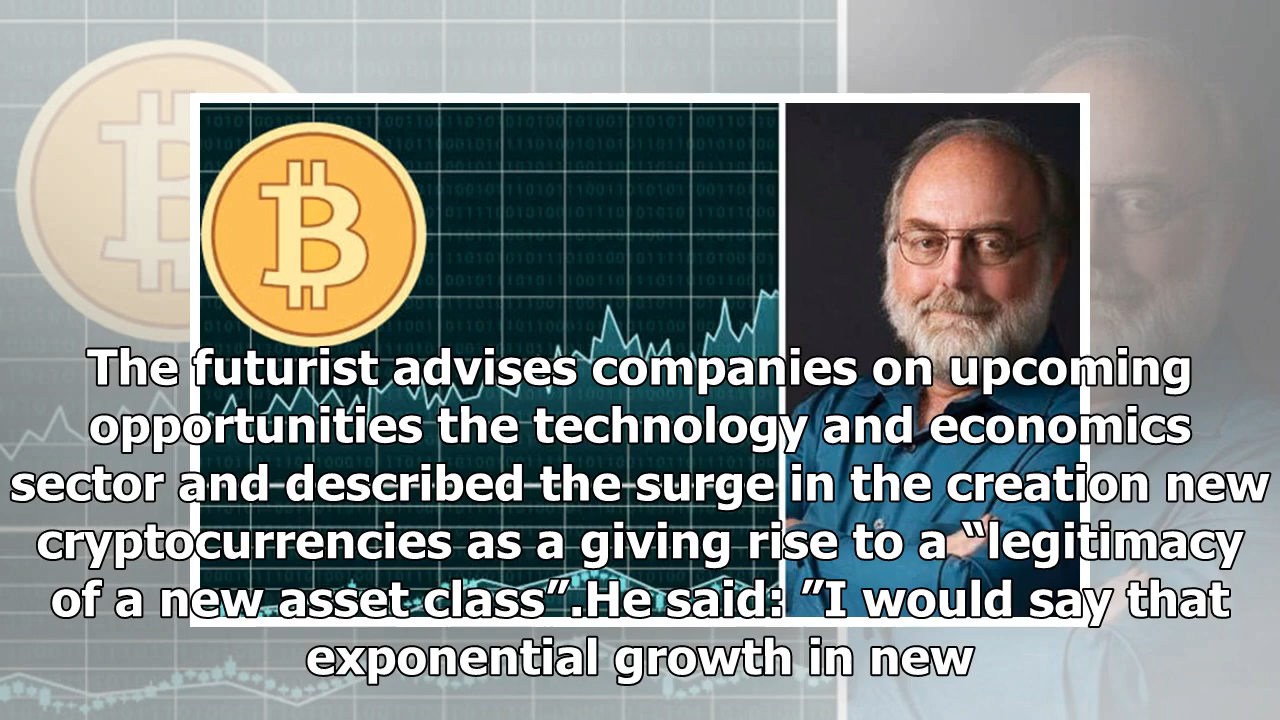 The futurist advises companies on upcoming
opportunities the technology and economics
sector and described the surge in the creation new
cryptocurrencies as a giving rise to a “legitimacy
of a new asset class”.He said: ”I would say that
exponential growth in new